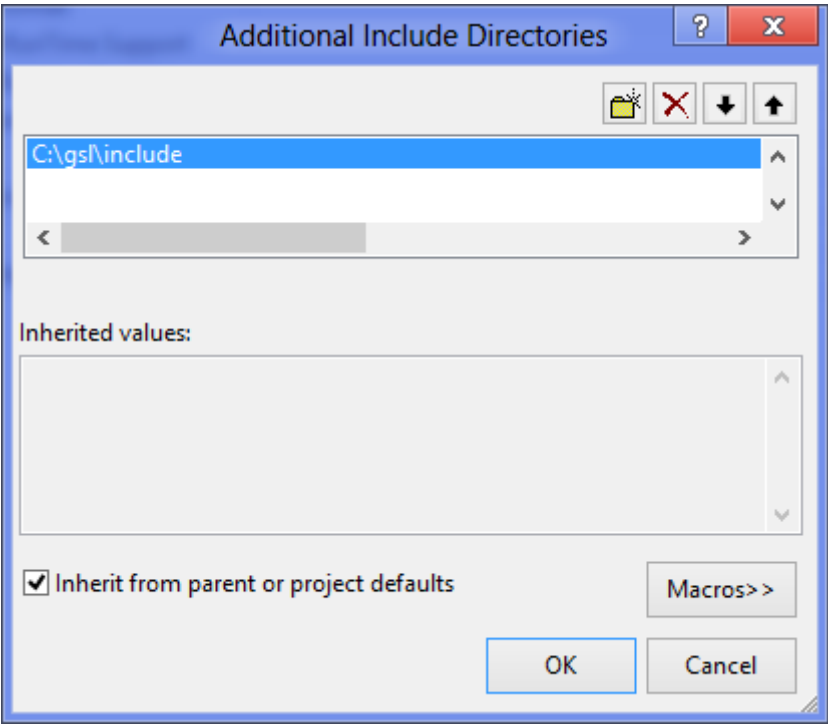 Additional Include Directories
?
C:\gsl\include
Inherited values:
Inherit from parent or project defaults
Macros>>
OK
Cancel